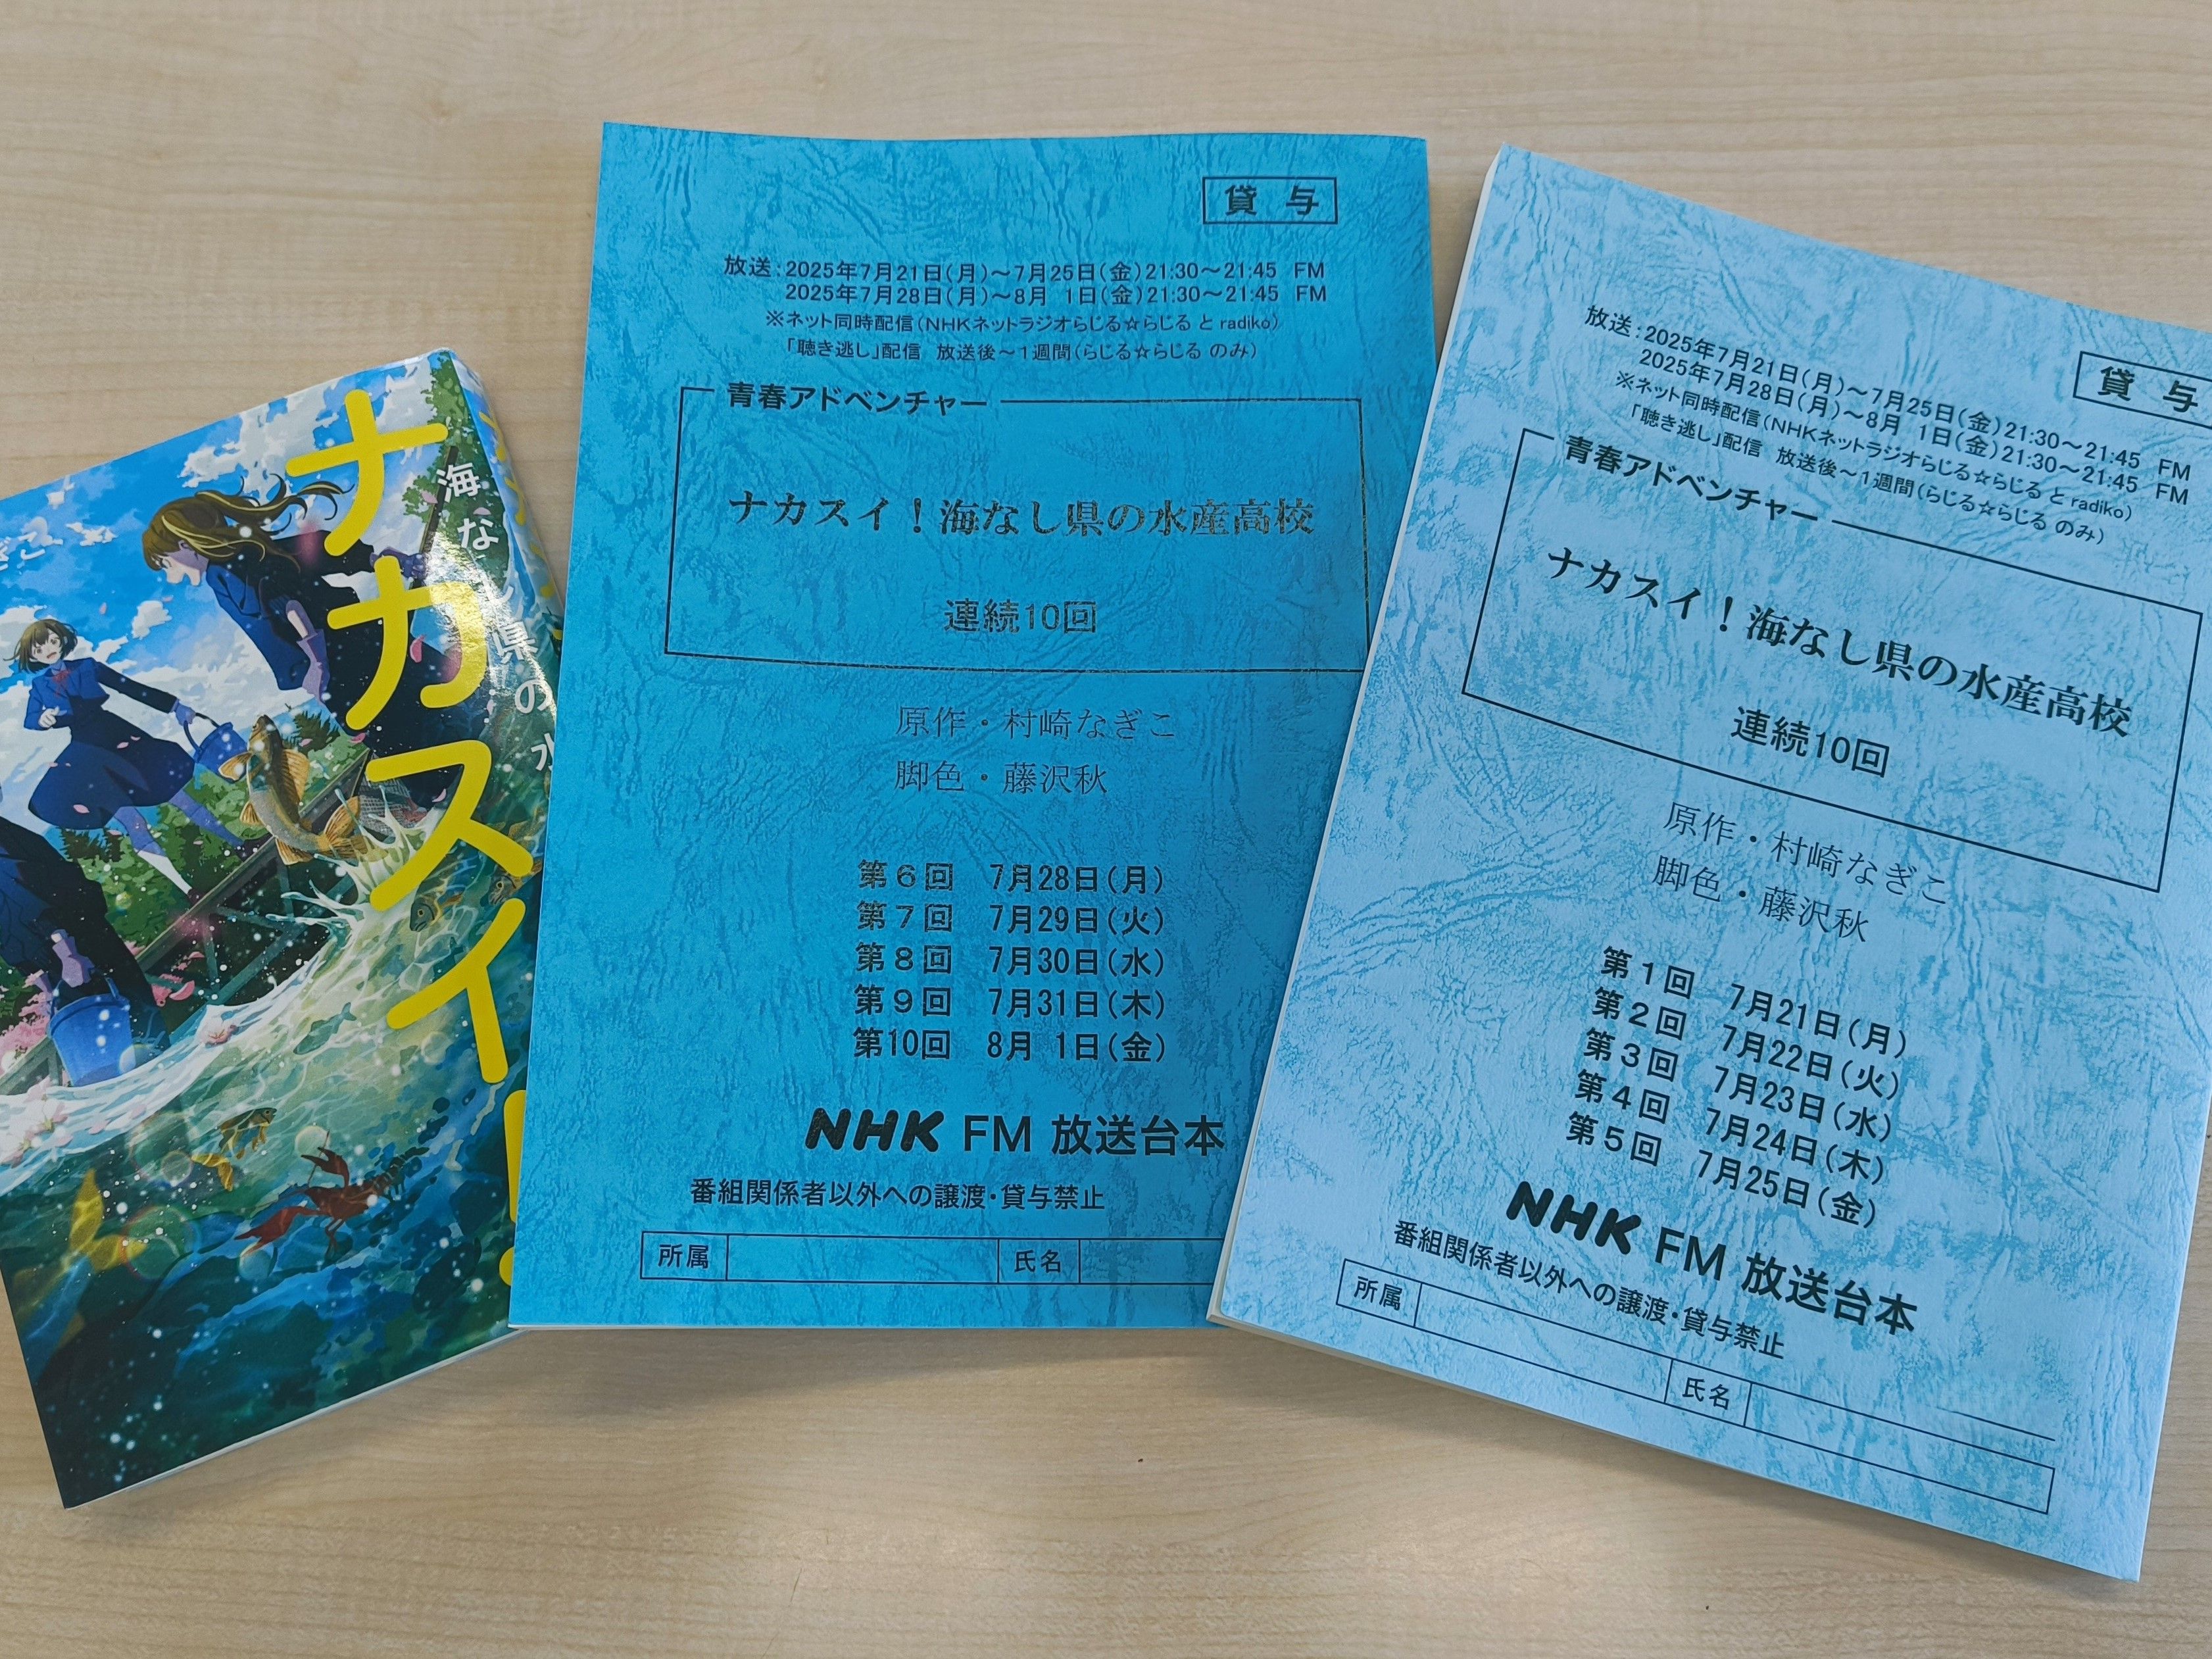 ナカスイ!
海なし県の水
貸 与
放送:2025年7月21日(月)~7月25日(金)21:30~21:45 FM
2025年7月28日(月)~8月 1日(金)21:30~21:45 FM
※ネット同時配信(NHKネットラジオらじる☆らじる と radiko)
「聴き逃し」配信 放送後~1週間(らじる☆らじる のみ)
青春アドベンチャー
ナカスイ!海なし県の水産高校
連続10回
原作・村崎なぎこ
脚色・藤沢秋
第6回 7月28日(月)
第7回 7月29日(火)
第8回 7月30日(水)
第9回 7月31日(木)
第10回 8月 1日(金)
NHK FM 放送台本
番組関係者以外への譲渡・貸与禁止
所属 氏名
貸 与
放送:2025年7月21日(月)~7月25日(金)21:30~21:45 FM
2025年7月28日(月)~8月 1日(金)21:30~21:45 FM
※ネット同時配信(NHKネットラジオらじる☆らじる と radiko)
「聴き逃し」配信 放送後~1週間(らじる☆らじる のみ)
青春アドベンチャー
ナカスイ!海なし県の水産高校
連続10回
原作・村崎なぎこ
脚色・藤沢秋
第1回 7月21日(月)
第2回 7月22日(火)
第3回 7月23日(水)
第4回 7月24日(木)
第5回 7月25日(金)
NHK FM 放送台本
番組関係者以外への譲渡・貸与禁止
所属 氏名